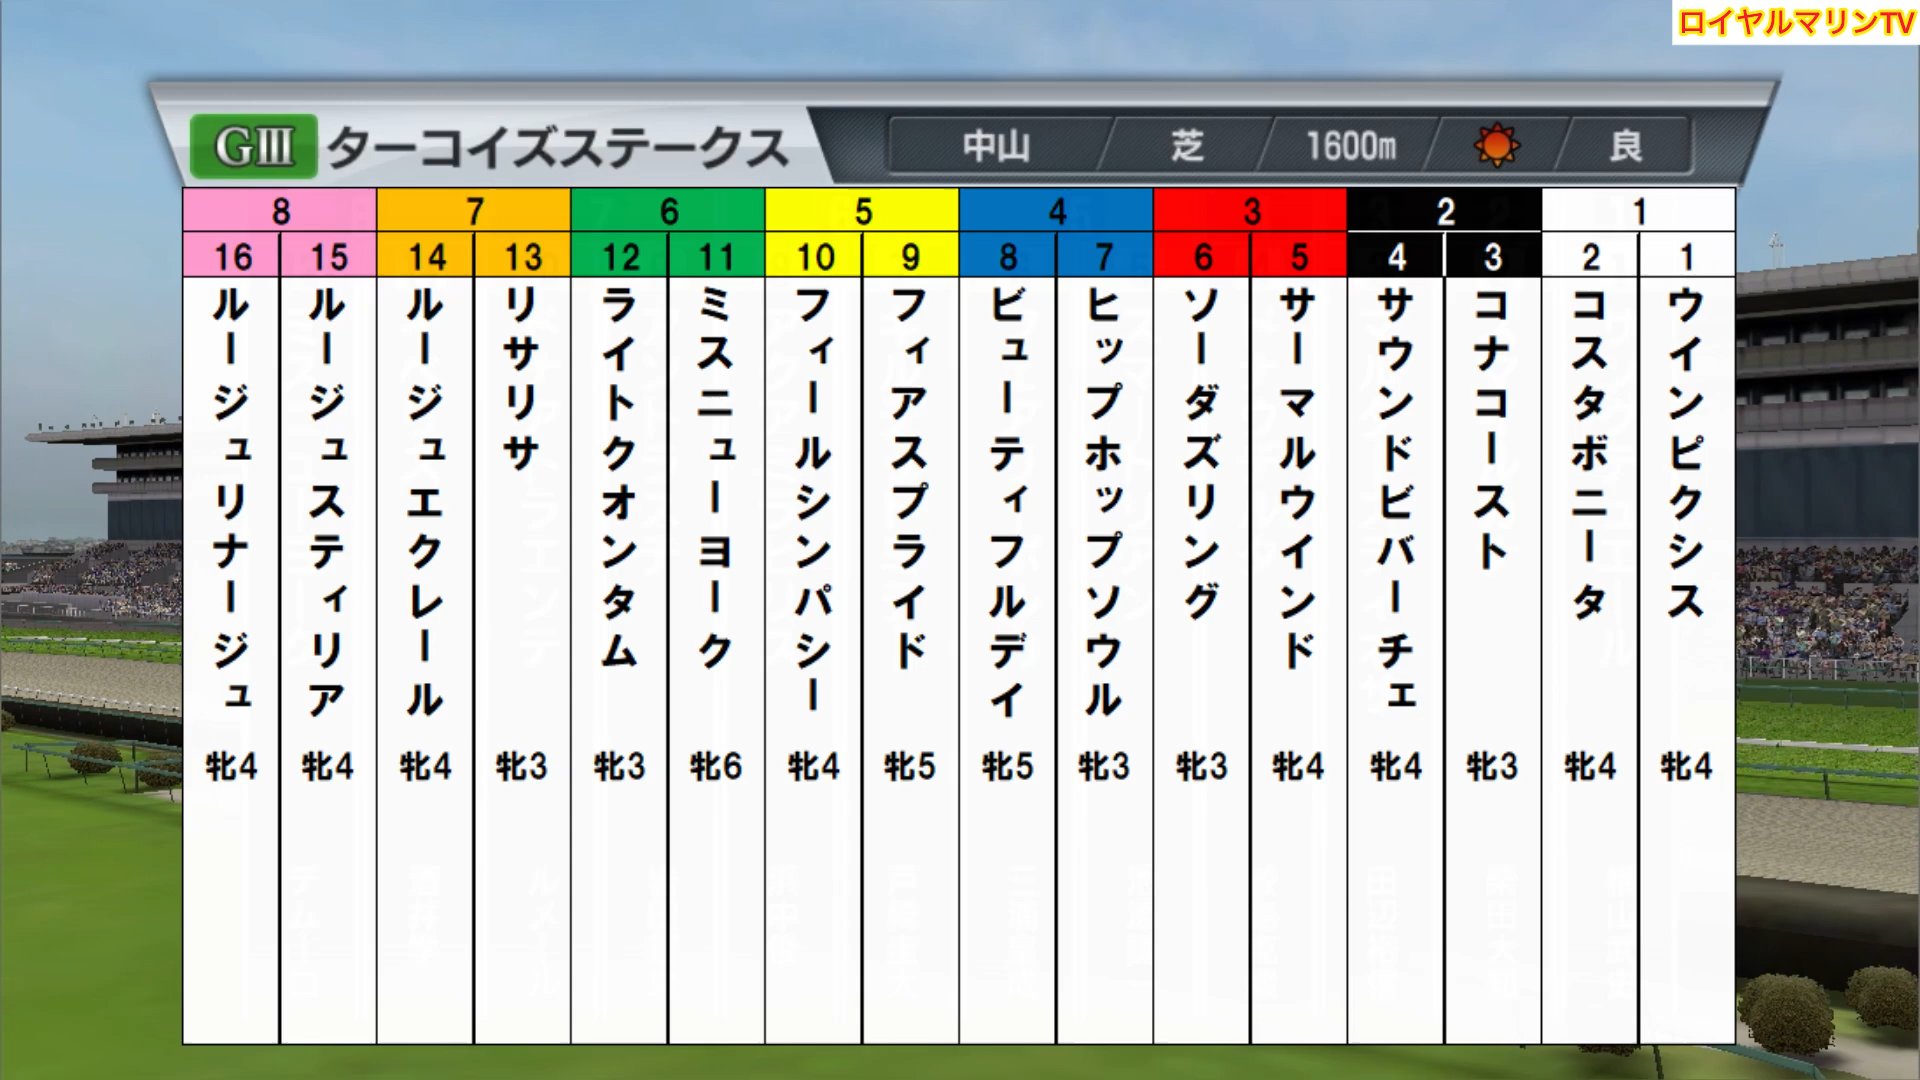 ロイヤルマリンTV
GIII ターコイズステークス 中山 芝 1600m 良
8 7 6 5 4 3 2 1
16 15 14 13 12 11 10 9 8 7 6 5 4 3 2 1
ウインピクシス
コスタボニータ
コナコースト
サウンドビバーチェ
サーマルウインド
ソーダズリング
ヒップホップソウル
ビューティフルデイ
フィアスプライド
フィールシンパシー
ミスニューヨーク
ライトクオンタム
リサリサ
ルージュエクレール
ルージュスティリア
ルージュリナージュ
牝4 牝4 牝4 牝3 牝3 牝6 牝4 牝5 牝5 牝3 牝3 牝4 牝4 牝3 牝4 牝4